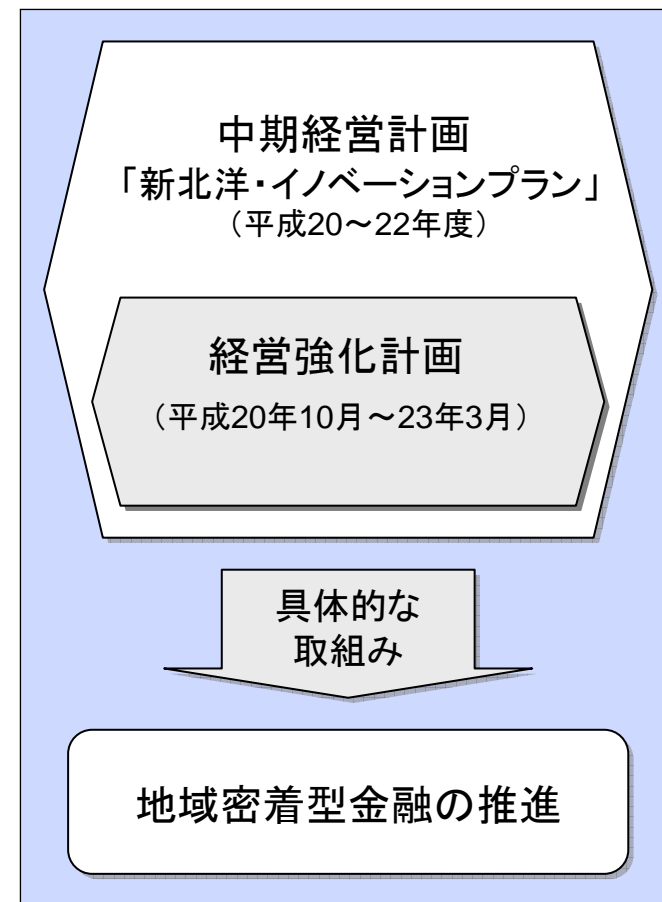 中期経営計画
「新北洋・イノベーションプラン」
（平成20～22年度）
経営強化計画
（平成20年10月～23年3月）
具体的な
取組み
地域密着型金融の推進